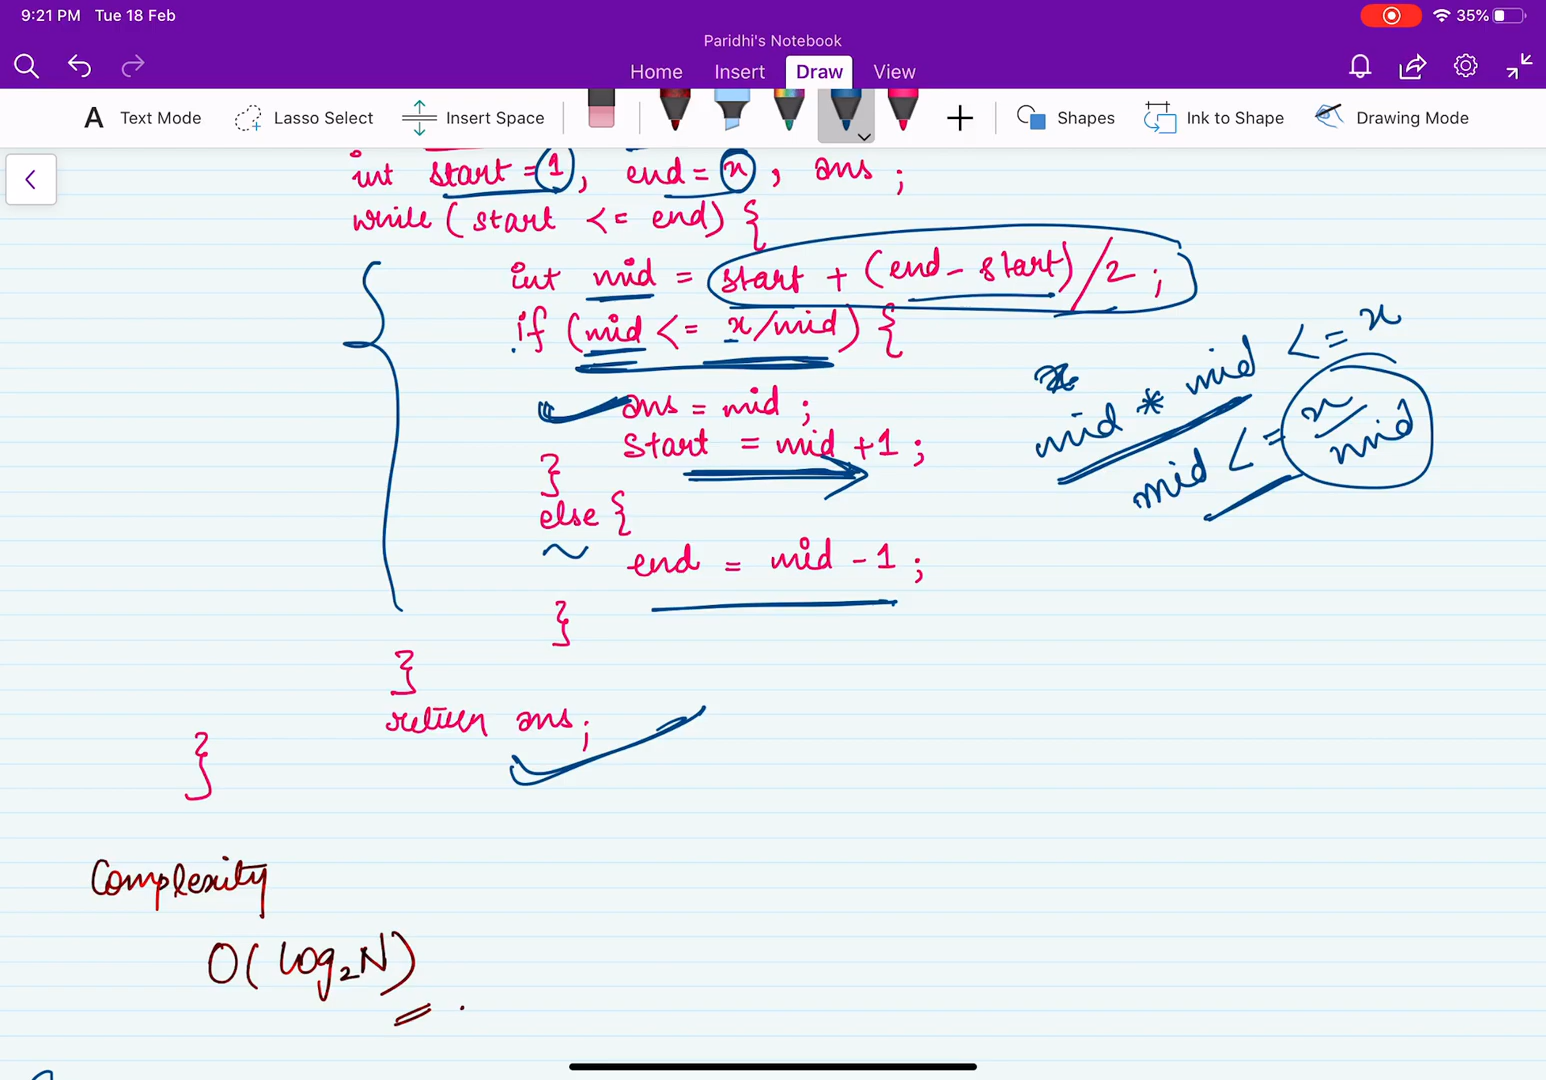 9:21 PM Tue 18 Feb 35%
Paridhi's Notebook
Home Insert Draw View
A Text Mode Lasso Select Insert Space Shapes Ink to Shape Drawing Mode
int start = 1, end = x, ans ;
while ( start <= end) {
int mid = start + (end - start) / 2 ;
if (mid <= x/mid) {
mid * mid <= x
ans = mid ;
mid <= x/mid
start = mid + 1 ;
}
else {
end = mid - 1 ;
}
}
return ans ;
}
Complexity
O( log₂N)